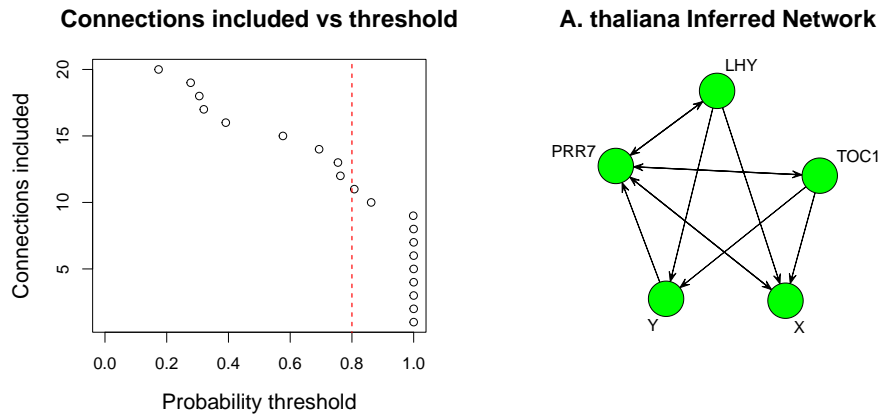 Connections included vs threshold
Connections included
20
15
10
5
0.0 0.2 0.4 0.6 0.8 1.0
Probability threshold
A. thaliana Inferred Network
LHY
PRR7
TOC1
Y
X